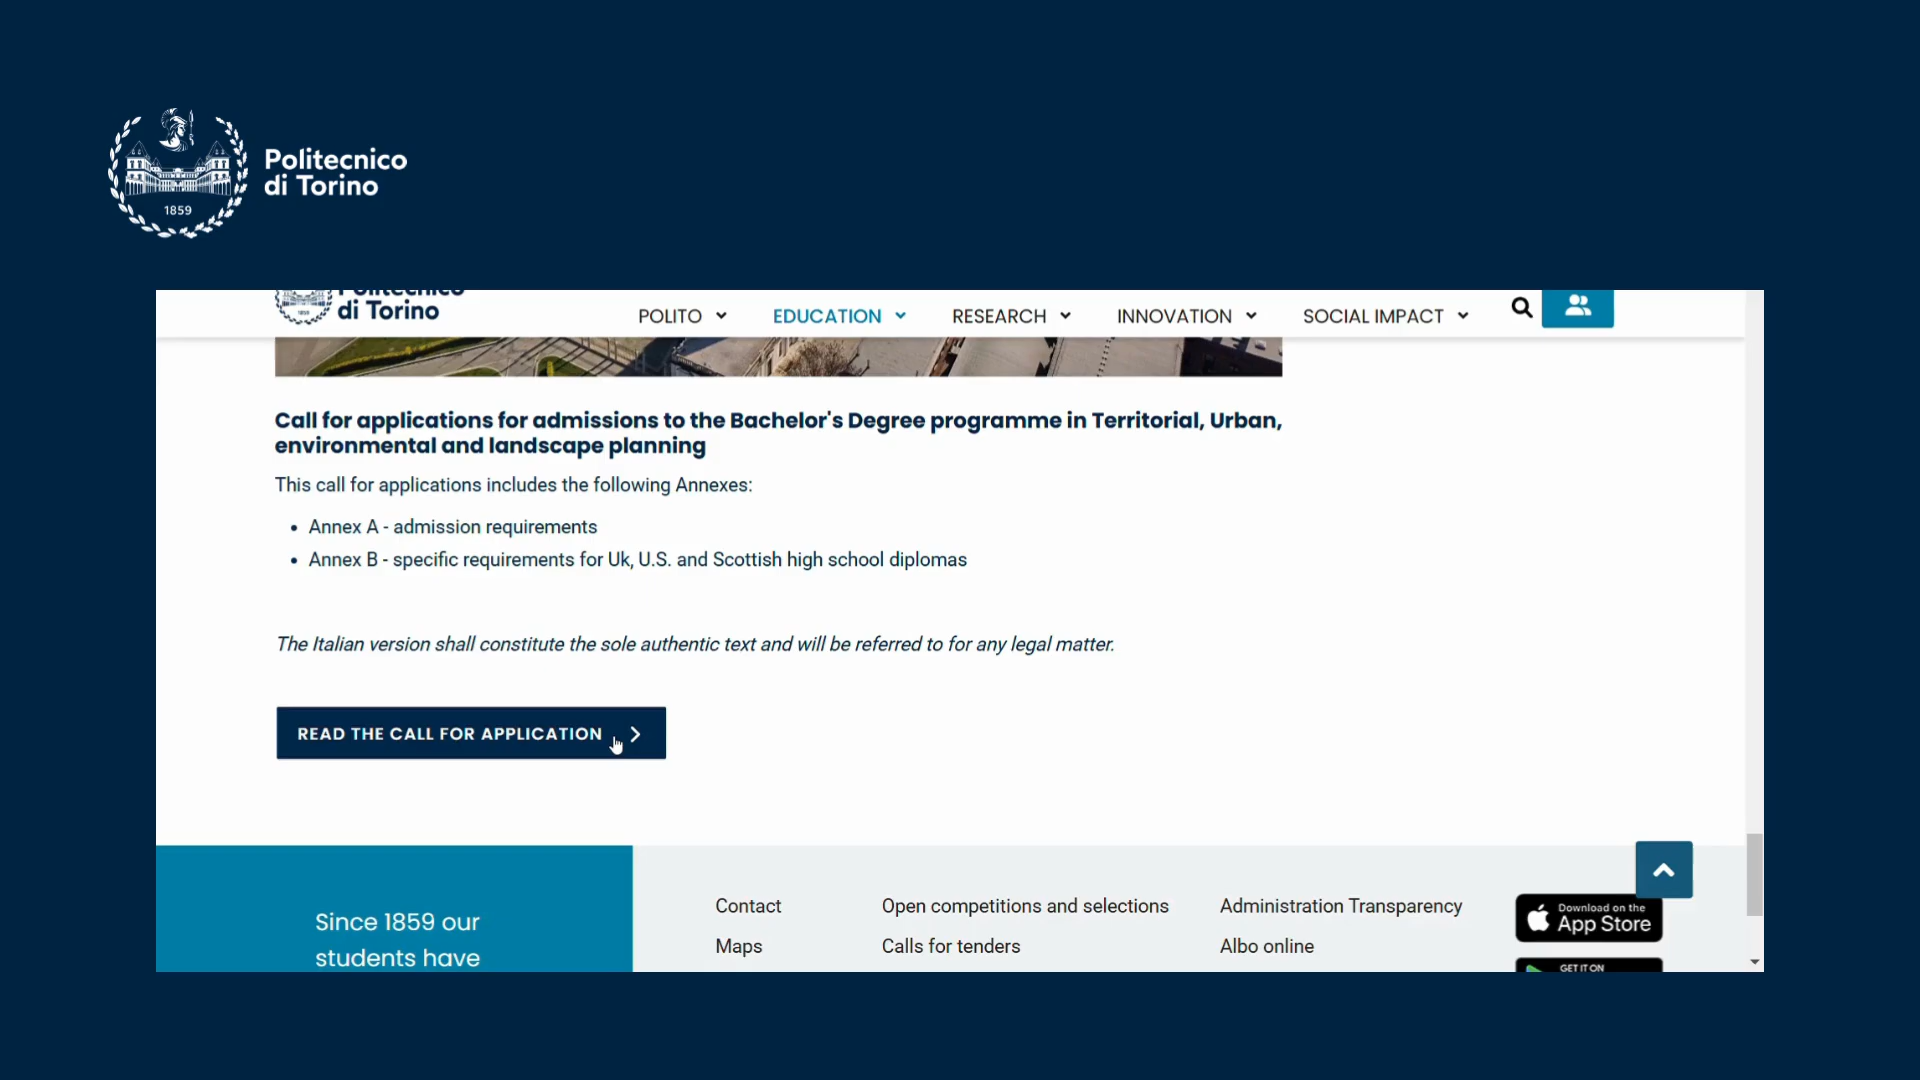 1859
Politecnico
di Torino
Politecnico
di Torino
POLITO
EDUCATION
RESEARCH
INNOVATION
SOCIAL IMPACT
Call for applications for admissions to the Bachelor's Degree programme in Territorial, Urban,
environmental and landscape planning
This call for applications includes the following Annexes:
• Annex A - admission requirements
• Annex B - specific requirements for Uk, U.S. and Scottish high school diplomas
The Italian version shall constitute the sole authentic text and will be referred to for any legal matter.
READ THE CALL FOR APPLICATION
Since 1859 our
students have
Contact
Maps
Open competitions and selections
Calls for tenders
Administration Transparency
Albo online
Download on the
App Store
GET IT ON